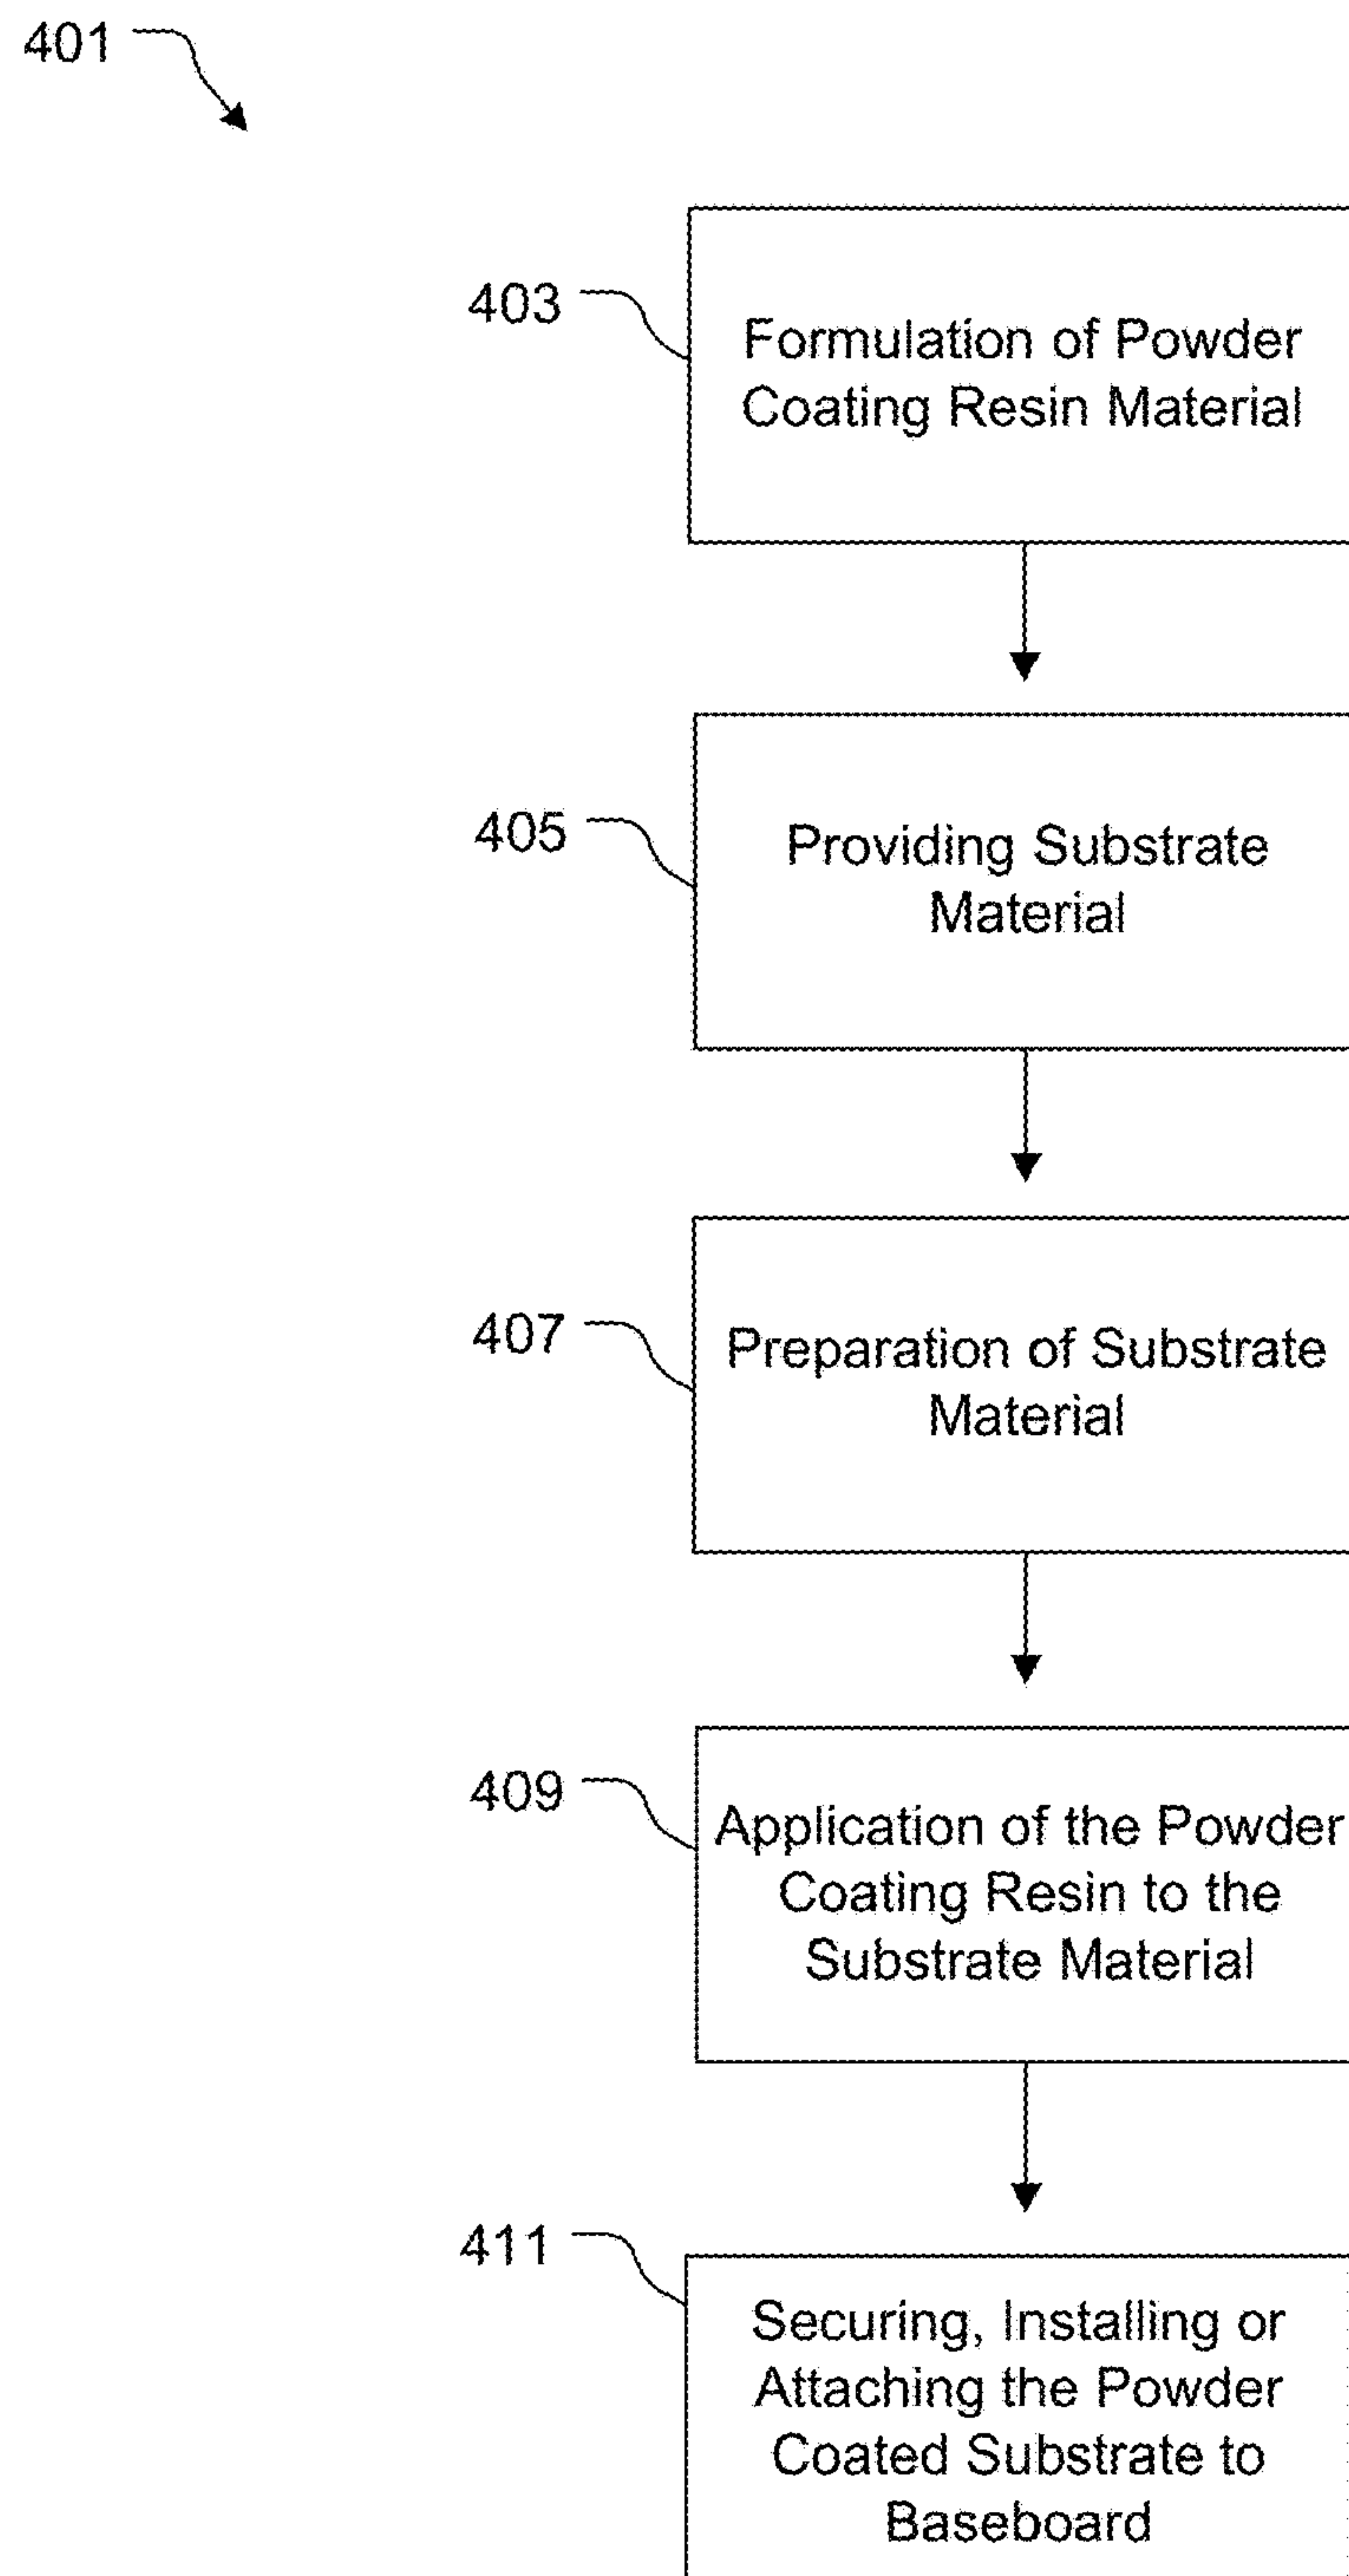 401
403
Formulation of Powder
Coating Resin Material
405
Providing Substrate
Material
407
Preparation of Substrate
Material
409
Application of the Powder
Coating Resin to the
Substrate Material
411
Securing, Installing or
Attaching the Powder
Coated Substrate to
Baseboard